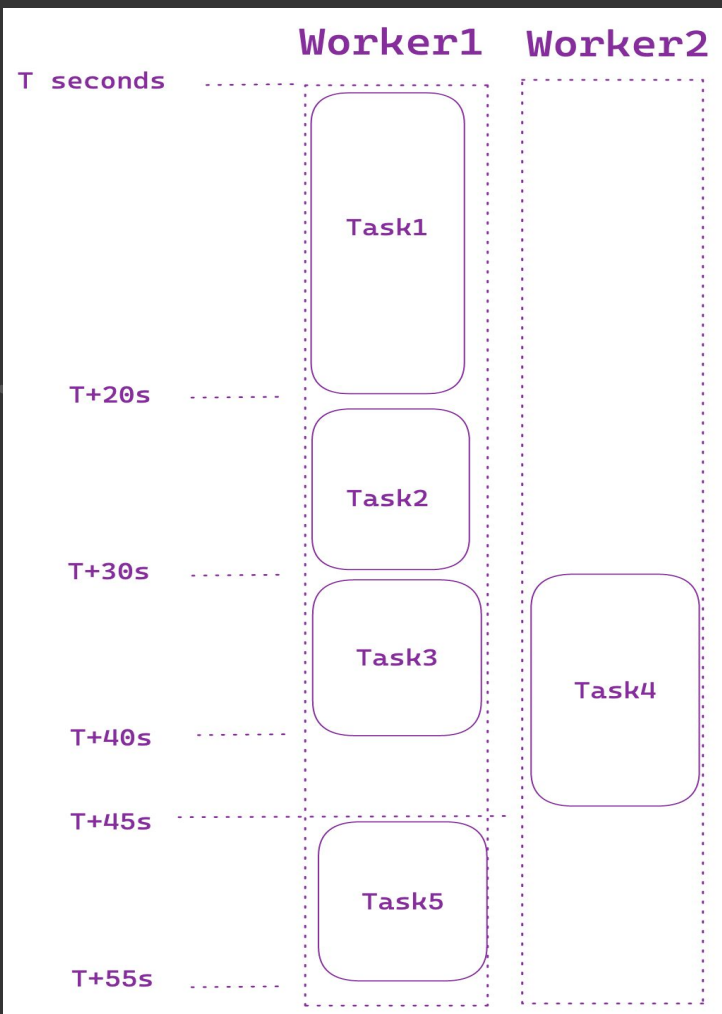 Worker1 Worker2
T seconds
Task1
T+20s
Task2
T+30s
Task3
Task4
T+40s
T+45s
Task5
T+55s